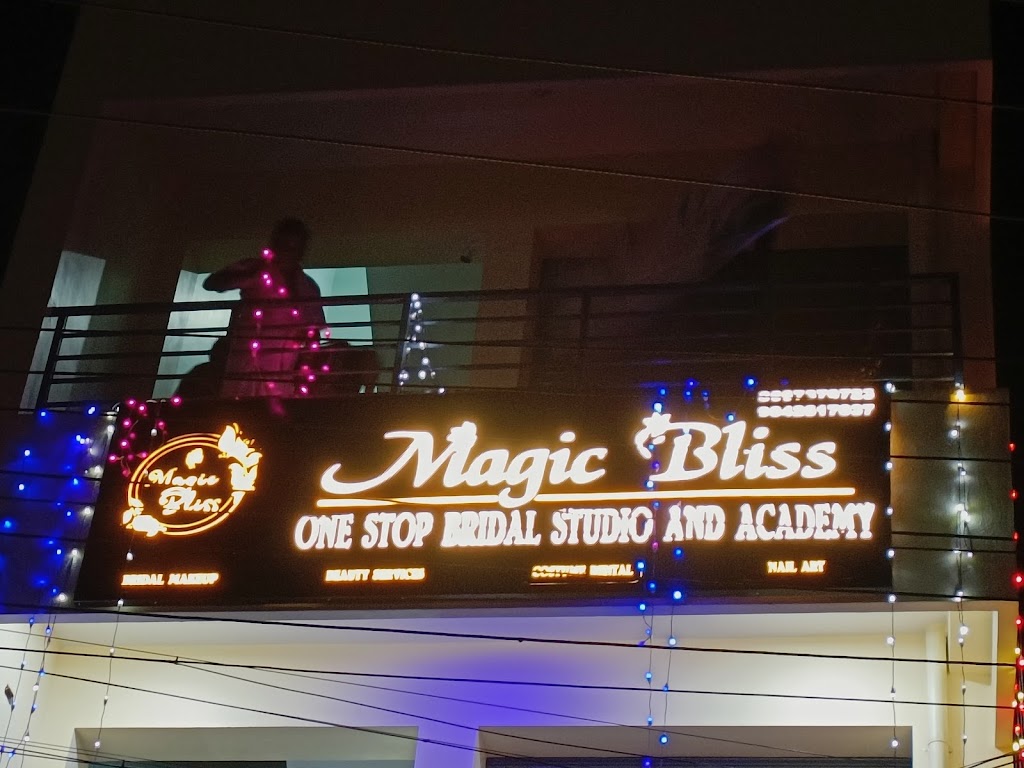 Magic Bliss
Magic
Bliss
ONE STOP BRIDAL STUDIO AND ACADEMY
BRIDAL MAKEUP
BEAUTY SERVICES
COSTUME RENTAL
NAIL ART